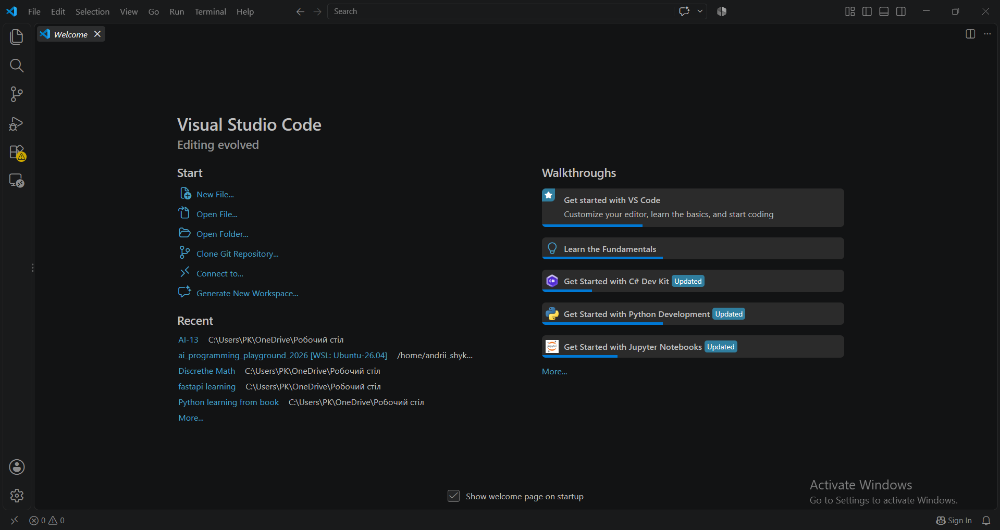 File Edit Selection View Go Run Terminal Help
Search
Welcome
Visual Studio Code
Editing evolved
Start
New File...
Open File...
Open Folder...
Clone Git Repository...
Connect to...
Generate New Workspace...
Recent
AI-13 C:\Users\PK\OneDrive\Робочий стіл
ai_programming_playground_2026 [WSL: Ubuntu-26.04] /home/andrii_shyk...
Discrethe Math C:\Users\PK\OneDrive\Робочий стіл
fastapi learning C:\Users\PK\OneDrive\Робочий стіл
Python learning from book C:\Users\PK\OneDrive\Робочий стіл
More...
Walkthroughs
Get started with VS Code
Customize your editor, learn the basics, and start coding
Learn the Fundamentals
C#
Get Started with C# Dev Kit Updated
Get Started with Python Development Updated
jupyter
Get Started with Jupyter Notebooks Updated
More...
Show welcome page on startup
Activate Windows
Go to Settings to activate Windows.
0 0
Sign In